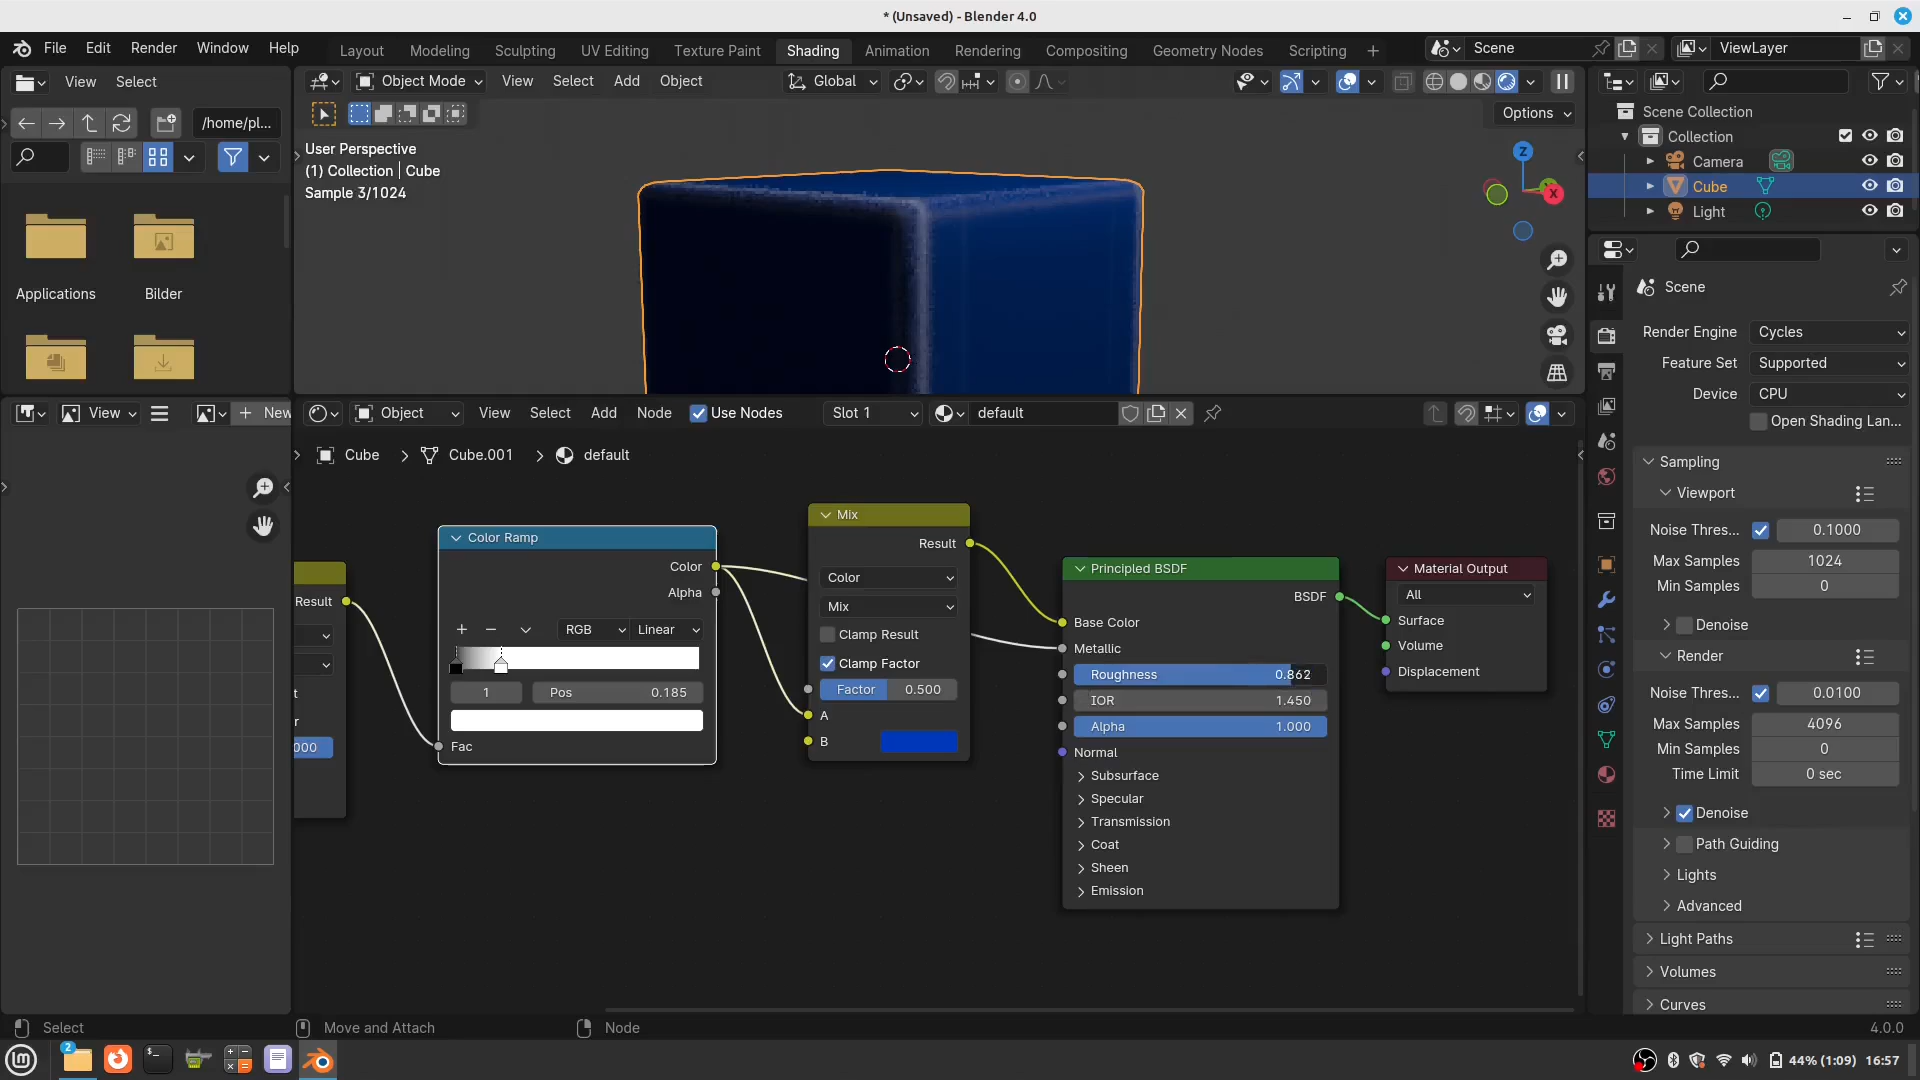 * (Unsaved) - Blender 4.0
File Edit Render Window Help Layout Modeling Sculpting UV Editing Texture Paint Shading Animation Rendering Compositing Geometry Nodes Scripting + Scene ViewLayer
View Select
Object Mode View Select Add Object Global
/home/pl...
Options
User Perspective
(1) Collection | Cube
Sample 3/1024
Z
X
Applications
Bilder
Scene Collection
Collection
Camera
Cube
Light
Scene
Render Engine Cycles
Feature Set Supported
Device CPU
Open Shading Lan...
Sampling
Viewport
Noise Thres... 0.1000
Max Samples 1024
Min Samples 0
Denoise
Render
Noise Thres... 0.0100
Max Samples 4096
Min Samples 0
Time Limit 0 sec
Denoise
Path Guiding
Lights
Advanced
Light Paths
Volumes
Curves
View New
Object View Select Add Node Use Nodes Slot 1 default
Cube > Cube.001 > default
Result
t
r
000
Color Ramp
Color
Alpha
RGB Linear
1 Pos 0.185
Fac
Mix
Result
Color
Mix
Clamp Result
Clamp Factor
Factor 0.500
A
B
Principled BSDF
BSDF
Base Color
Metallic
Roughness 0.862
IOR 1.450
Alpha 1.000
Normal
Subsurface
Specular
Transmission
Coat
Sheen
Emission
Material Output
All
Surface
Volume
Displacement
Select Move and Attach Node 4.0.0
2
44% (1:09) 16:57